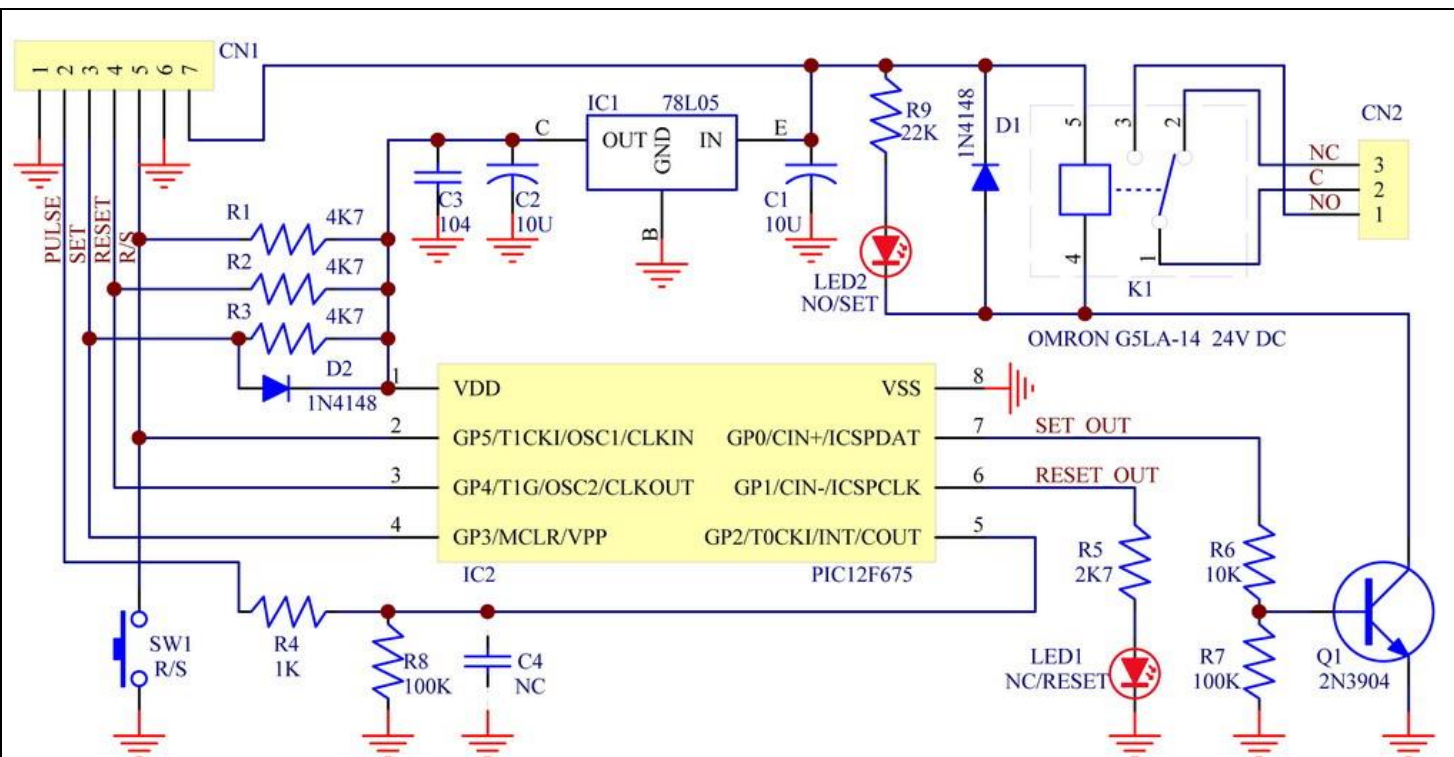 CN1
1 2 3 4 5 6 7
PULSE
SET
RESET
R/S
R1 4K7
R2 4K7
R3 4K7
D2
1N4148
C3
104
C2
10U
C
IC1 78L05
OUT GND IN
E
B
C1
10U
R9
22K
LED2
NO/SET
1N4148
D1
5 3 2
4 1
K1
OMRON G5LA-14 24V DC
CN2
NC 3
C 2
NO 1
1 VDD
2 GP5/T1CKI/OSC1/CLKIN
3 GP4/T1G/OSC2/CLKOUT
4 GP3/MCLR/VPP
VSS 8
GP0/CIN+/ICSPDAT 7 SET OUT
GP1/CIN-/ICSPCLK 6 RESET OUT
GP2/T0CKI/INT/COUT 5
IC2 PIC12F675
SW1
R/S
R4
1K
R8
100K
C4
NC
R5
2K7
LED1
NC/RESET
R6
10K
R7
100K
Q1
2N3904